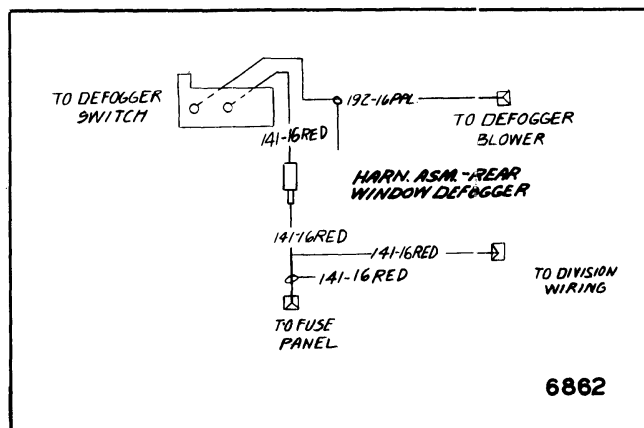 TO DEFOGGER
SWITCH
192-16PPL
TO DEFOGGER
BLOWER
141-16RED
HARN. ASM.-REAR
WINDOW DEFOGGER
141-16RED
141-16RED
141-16RED
TO DIVISION
WIRING
TO FUSE
PANEL
6862